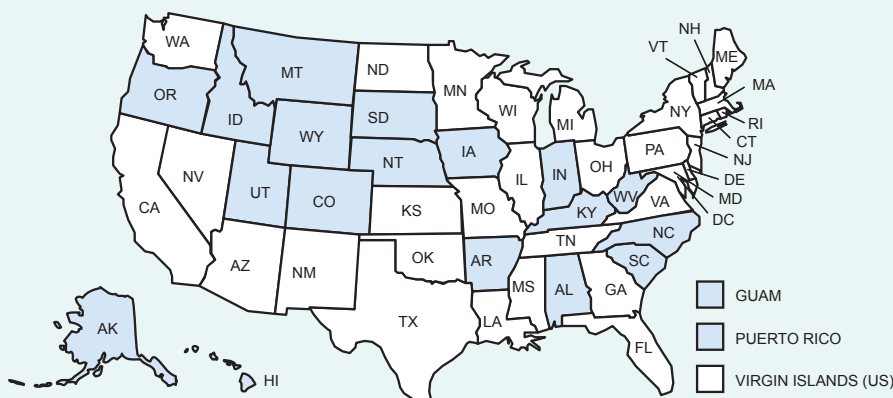 WA
MT
ND
MN
VT
NH
ME
MA
OR
ID
SD
WI
MI
NY
RI
CT
WY
IA
PA
NJ
NT
IL
IN
OH
DE
MD
NV
UT
CO
WV
VA
DC
CA
KS
MO
KY
NC
AZ
NM
OK
AR
TN
SC
MS
AL
GA
TX
LA
FL
AK
HI
GUAM
PUERTO RICO
VIRGIN ISLANDS (US)